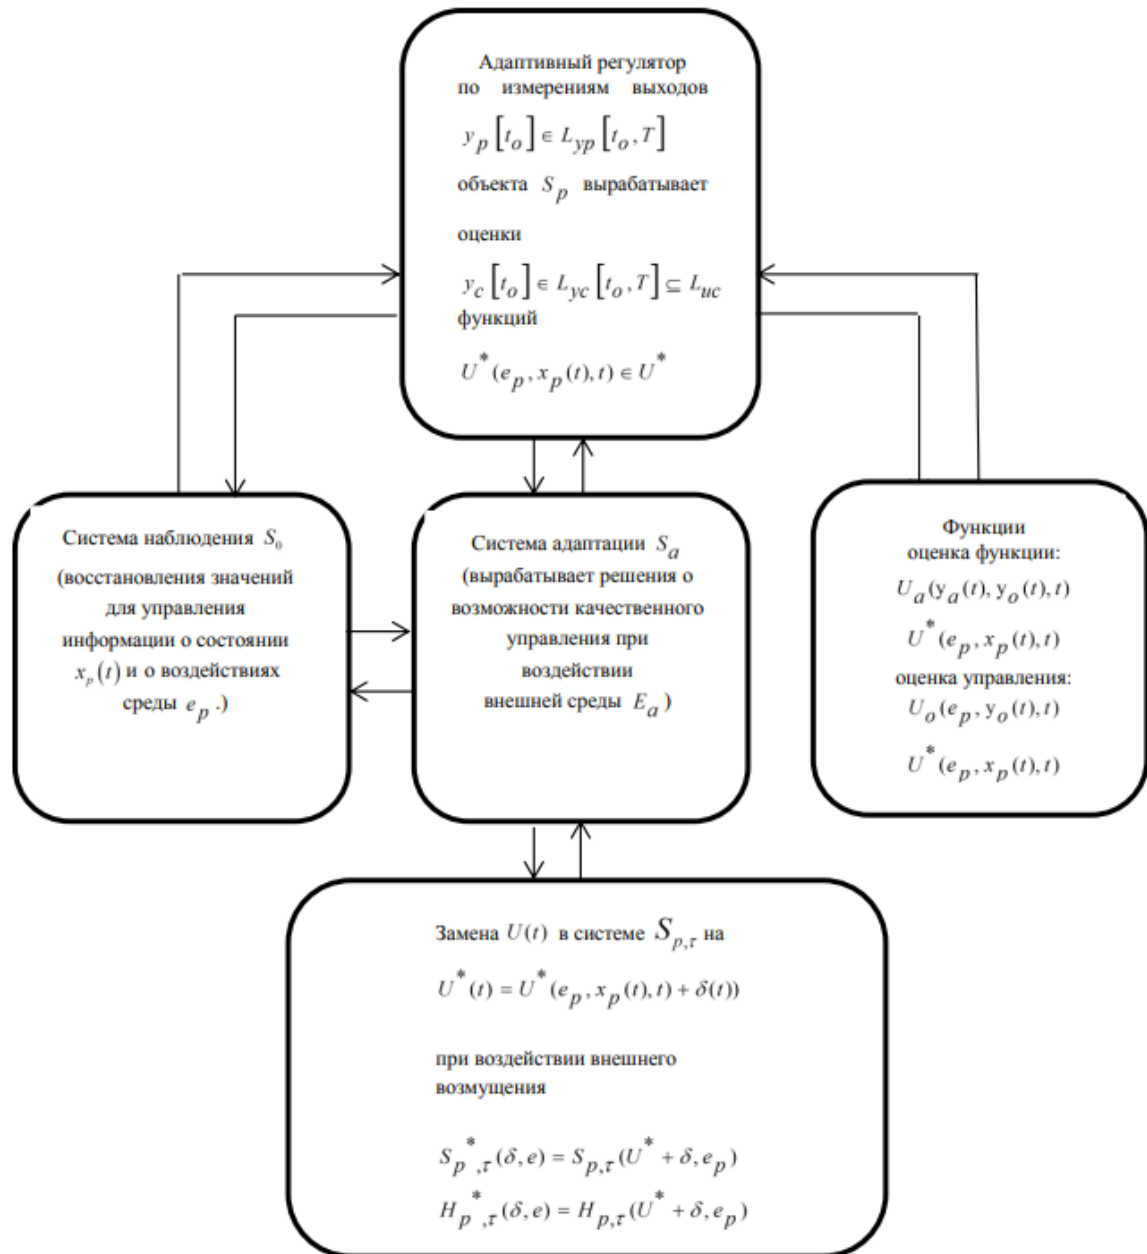 Адаптивный регулятор
по измерениям выходов
y_p [t_o] ∈ L_yp [t_o, T]
объекта S_p вырабатывает
оценки
y_c [t_o] ∈ L_yc [t_o, T] ⊆ L_uc
функций
U^*(e_p, x_p(t), t) ∈ U^*
Система наблюдения S_0
(восстановления значений
для управления
информации о состоянии
x_p(t) и о воздействиях
среды e_p.)
Система адаптации S_a
(вырабатывает решения о
возможности качественного
управления при
воздействии
внешней среды E_a)
Функции
оценка функции:
U_a(y_a(t), y_o(t), t)
U^*(e_p, x_p(t), t)
оценка управления:
U_o(e_p, y_o(t), t)
U^*(e_p, x_p(t), t)
Замена U(t) в системе S_p,τ на
U^*(t) = U^*(e_p, x_p(t), t) + δ(t))
при воздействии внешнего
возмущения
S_p^*,τ(δ, e) = S_p,τ(U^* + δ, e_p)
H_p^*,τ(δ, e) = H_p,τ(U^* + δ, e_p)